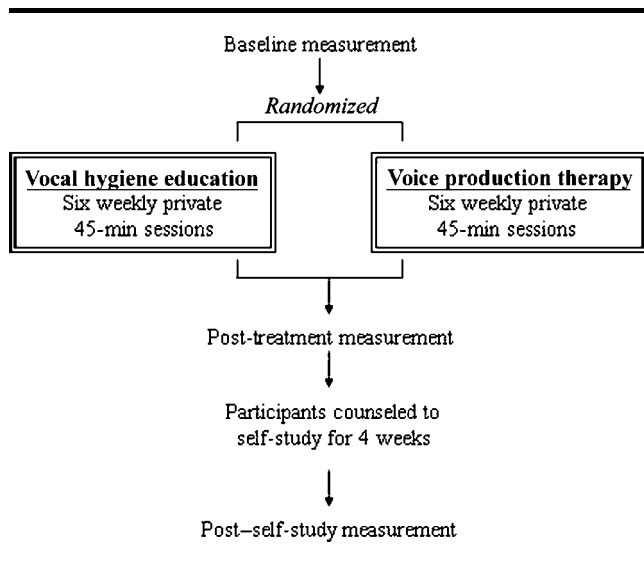 Baseline measurement
Randomized
Vocal hygiene education
Six weekly private
45-min sessions
Voice production therapy
Six weekly private
45-min sessions
Post-treatment measurement
Participants counseled to
self-study for 4 weeks
Post–self-study measurement